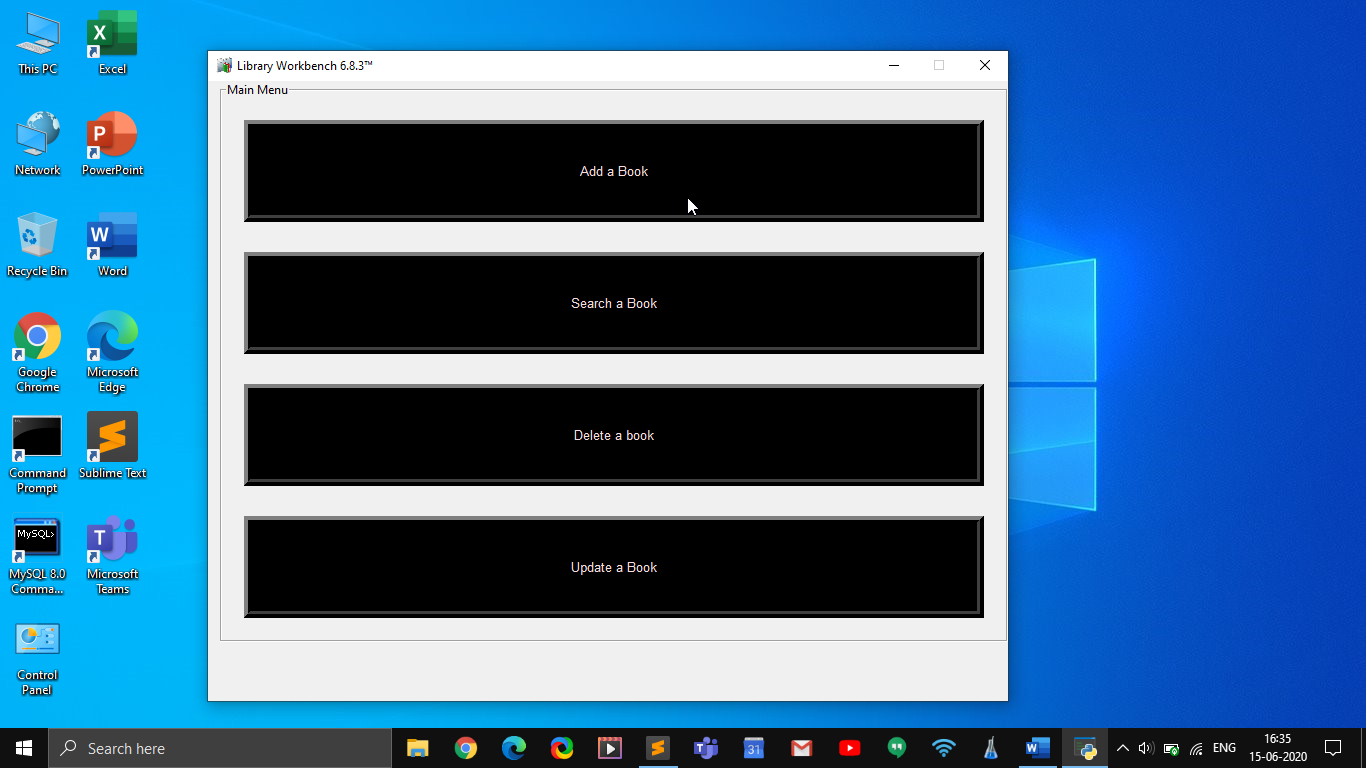 This PC
Excel
Network
PowerPoint
Recycle Bin
Word
Google
Chrome
Microsoft
Edge
Command
Prompt
Sublime Text
MySQL>
MySQL 8.0
Comma...
Microsoft
Teams
Control
Panel
Library Workbench 6.8.3™
Main Menu
Add a Book
Search a Book
Delete a book
Update a Book
Search here
31
ENG
16:35
15-06-2020